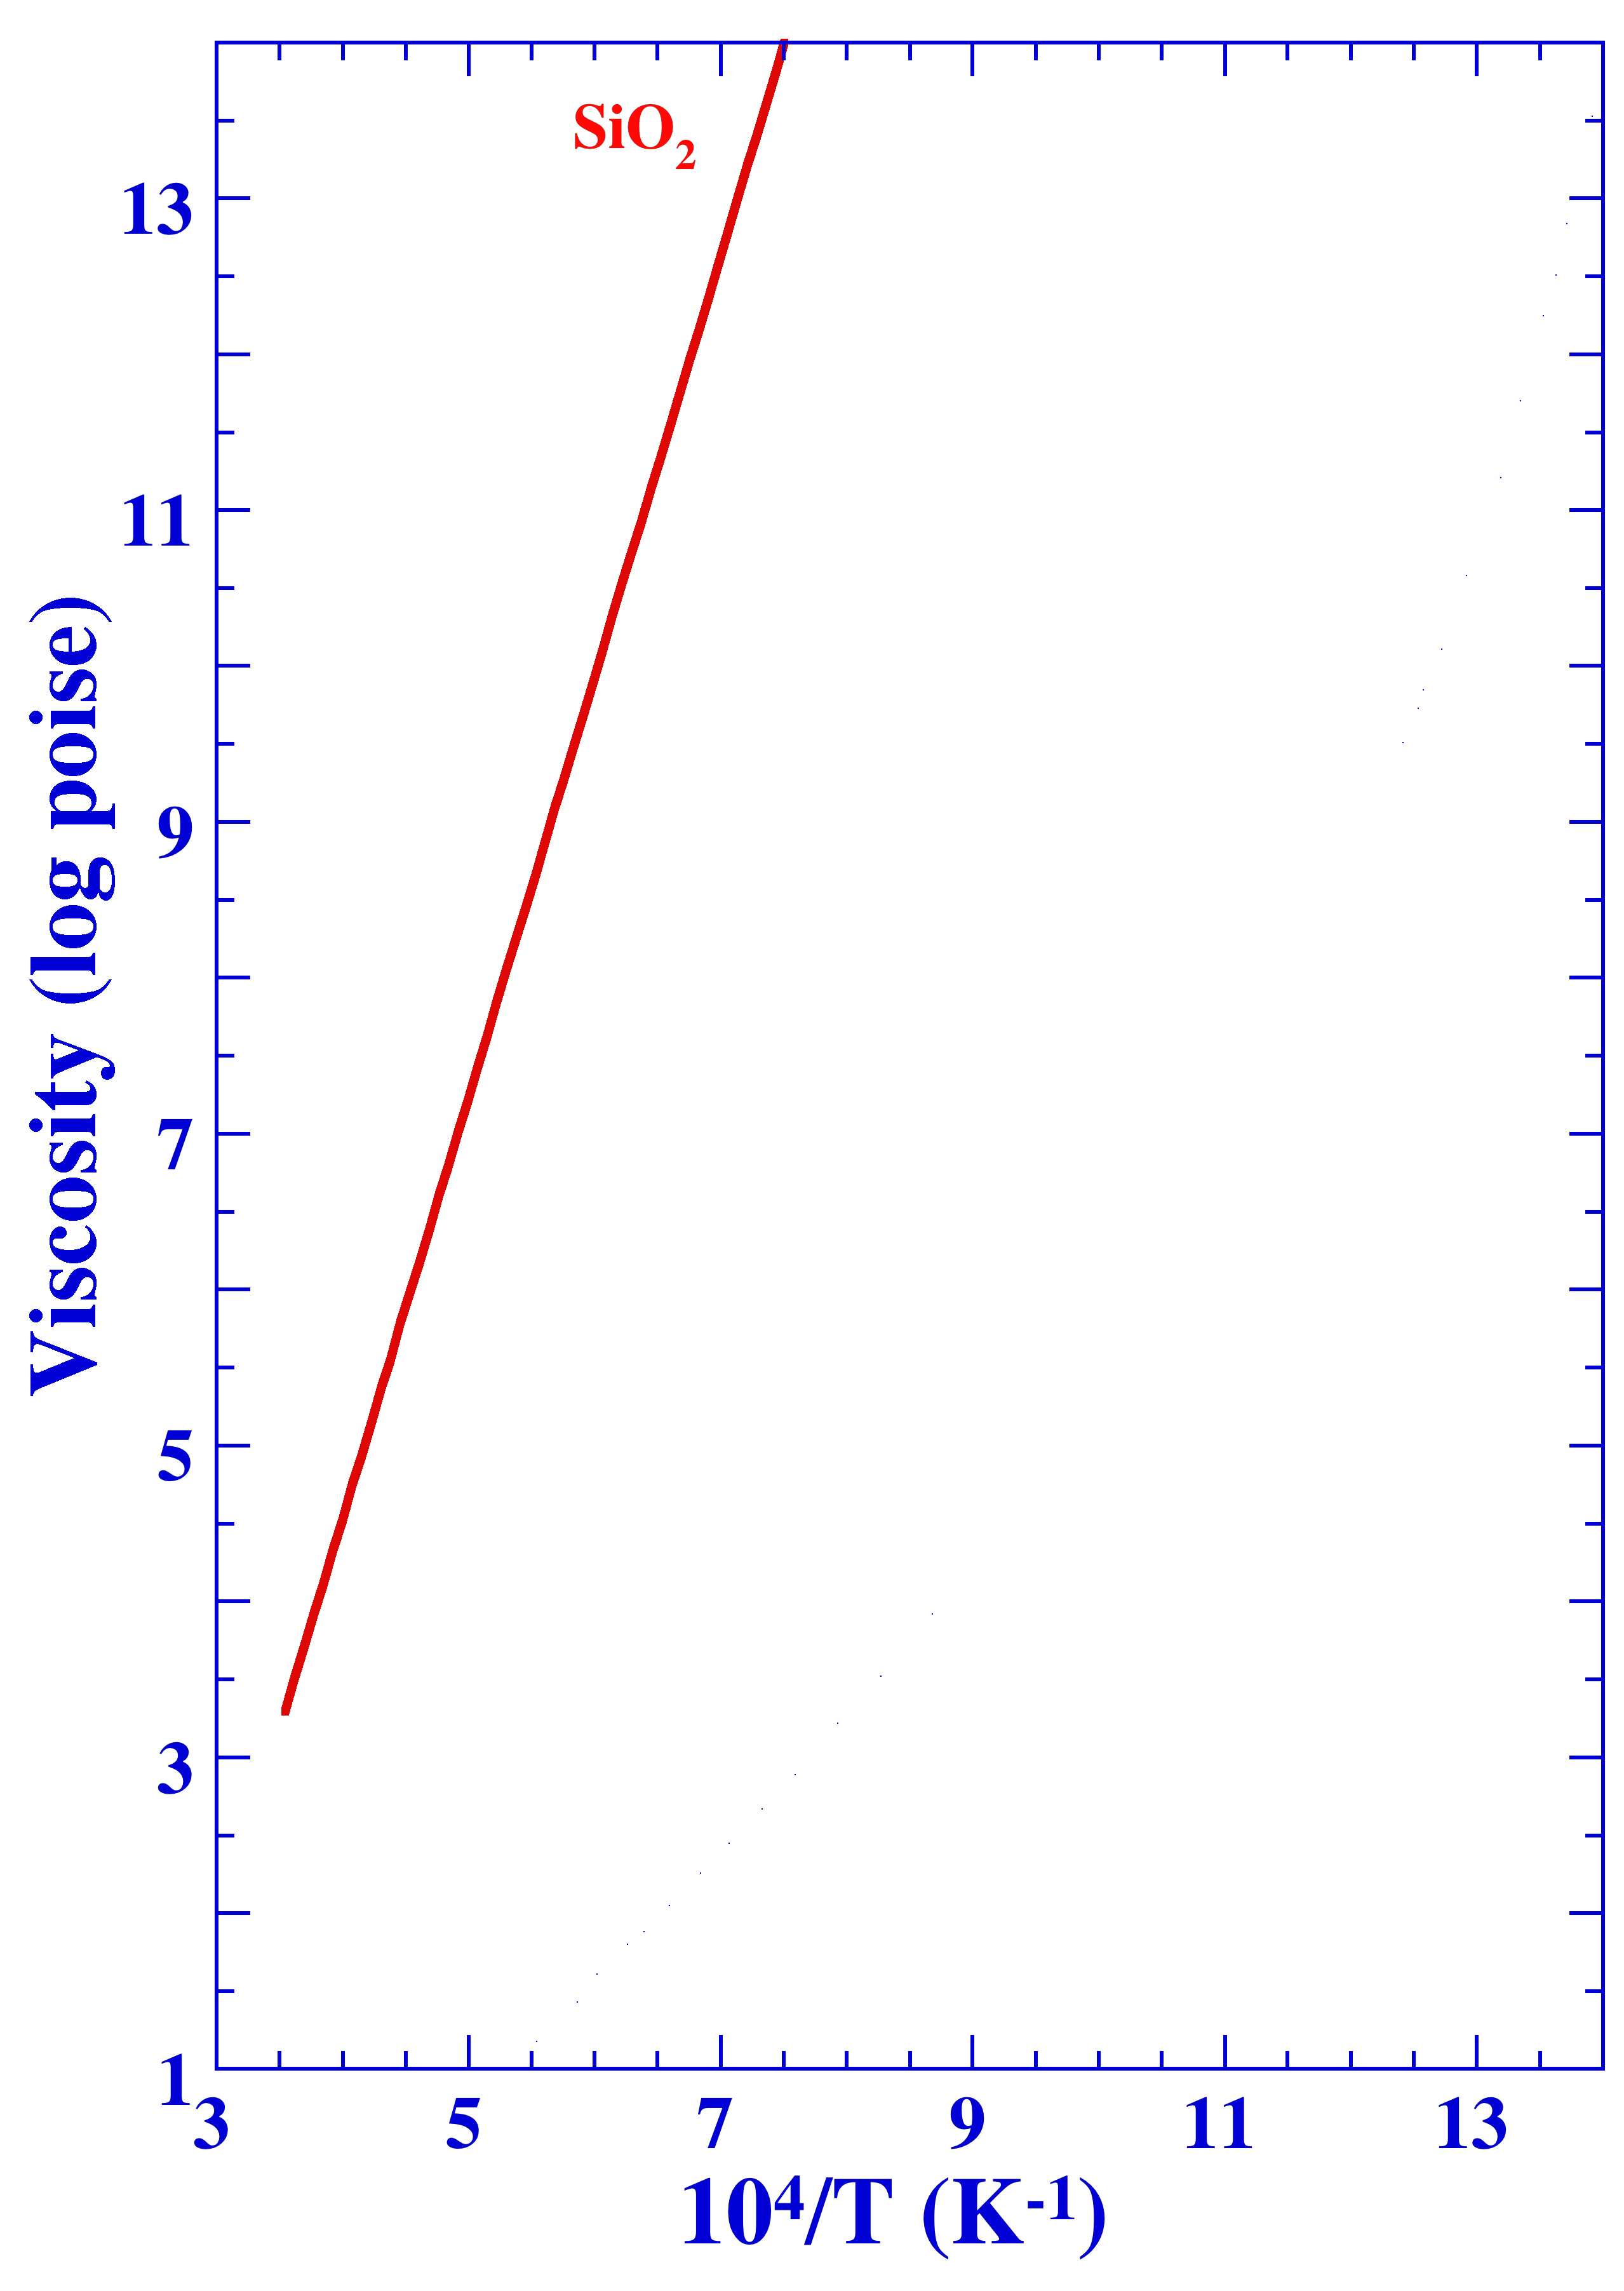 SiO₂
13
11
9
7
5
3
1
Viscosity (log poise)
3 5 7 9 11 13
10⁴/T (K⁻¹)